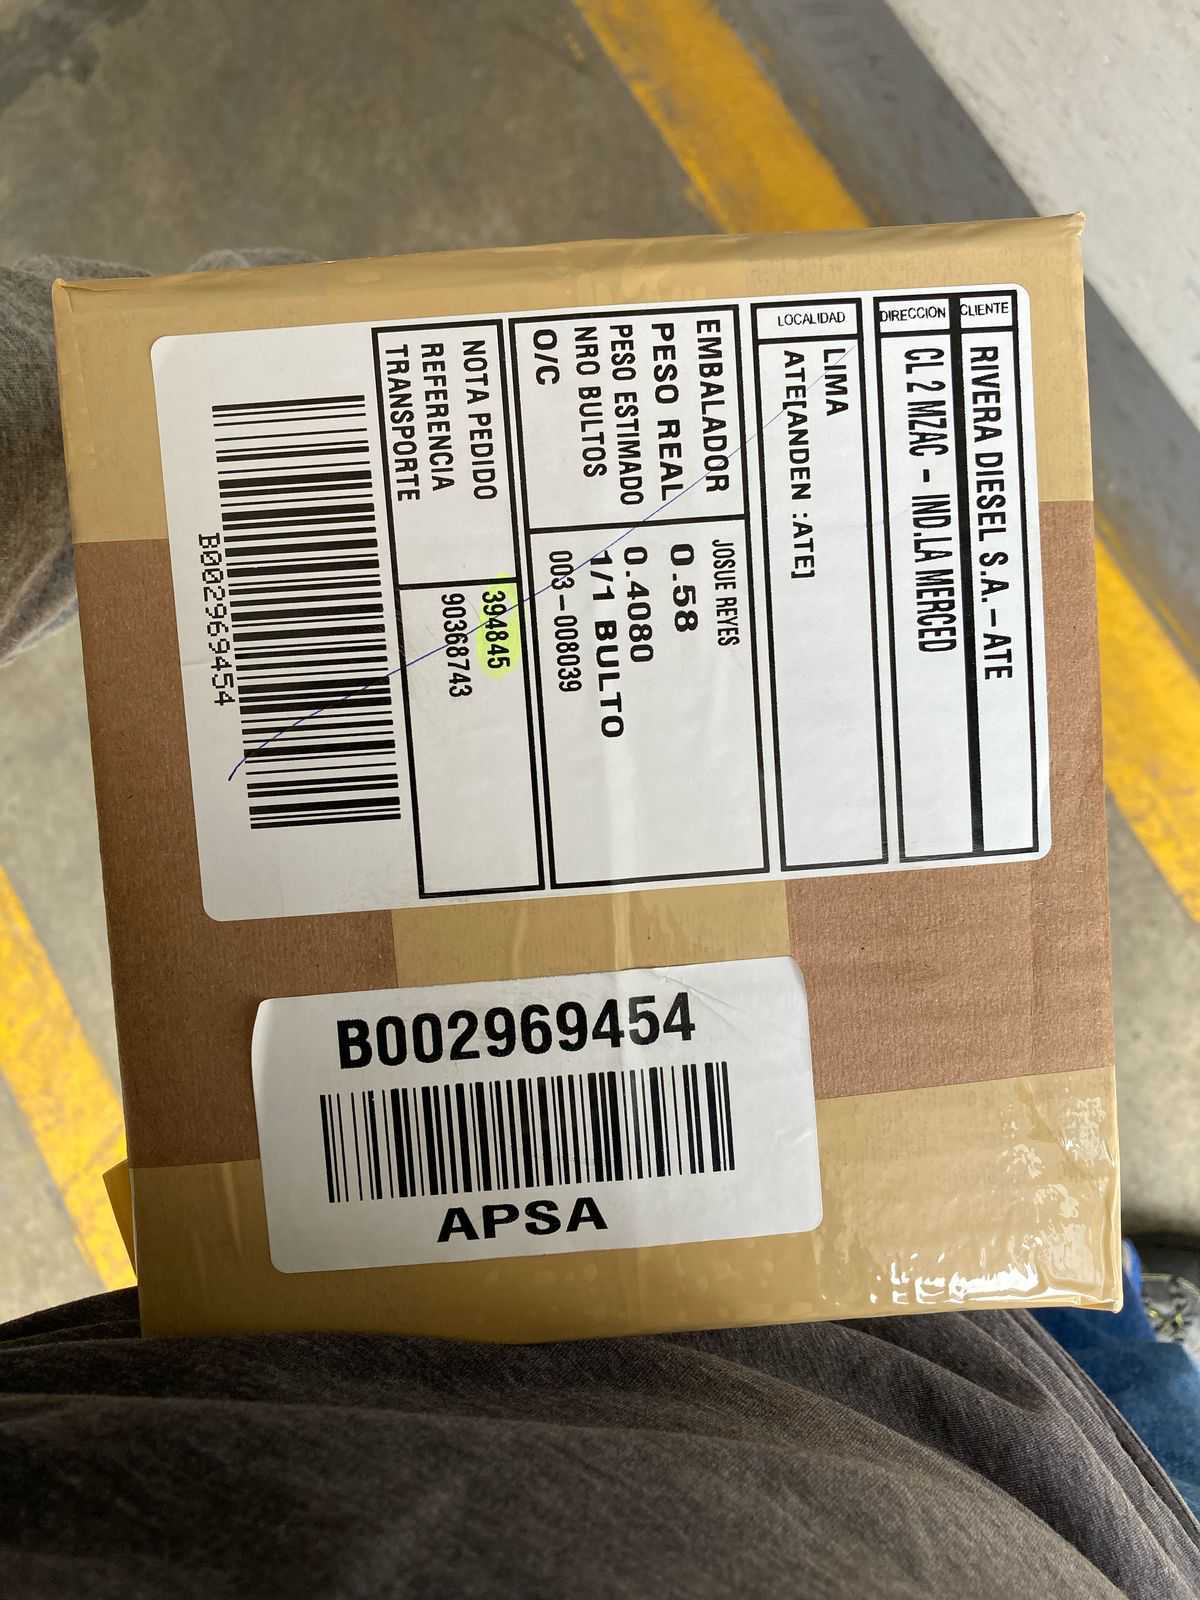 CLIENTE RIVERA DIESEL S.A.-ATE
DIRECCION CL 2 MZAC - IND.LA MERCED
LOCALIDAD LIMA
ATE[ANDEN :ATE]
EMBALADOR JOSUE REYES
PESO REAL 0.58
PESO ESTIMADO 0.4080
NRO BULTOS 1/1 BULTO
O/C 003-008039
NOTA PEDIDO 394845
REFERENCIA 90368743
TRANSPORTE
B002969454
B002969454
APSA